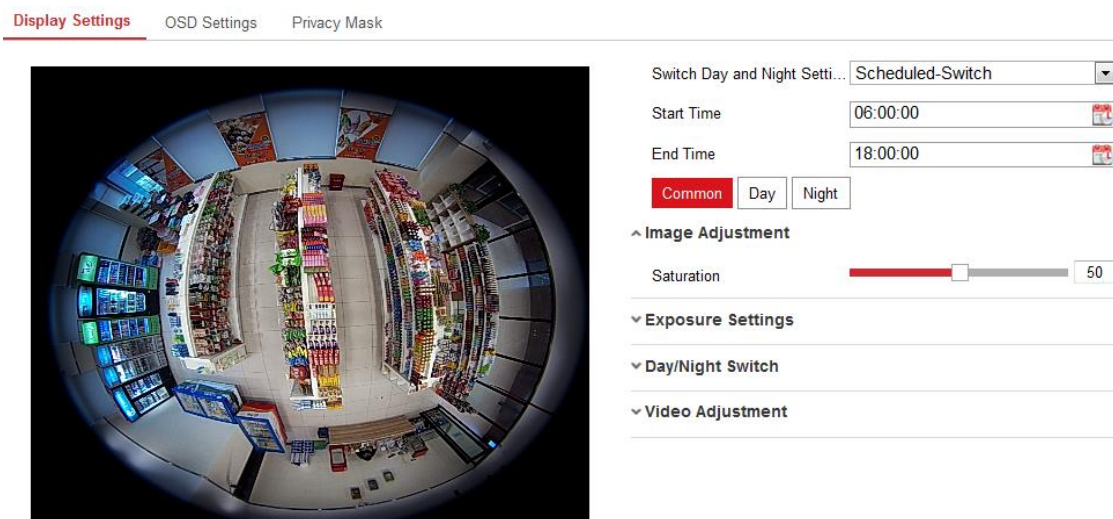 Display Settings OSD Settings Privacy Mask
Switch Day and Night Setti... Scheduled-Switch
Start Time 06:00:00
End Time 18:00:00
Common Day Night
Image Adjustment
Saturation 50
Exposure Settings
Day/Night Switch
Video Adjustment